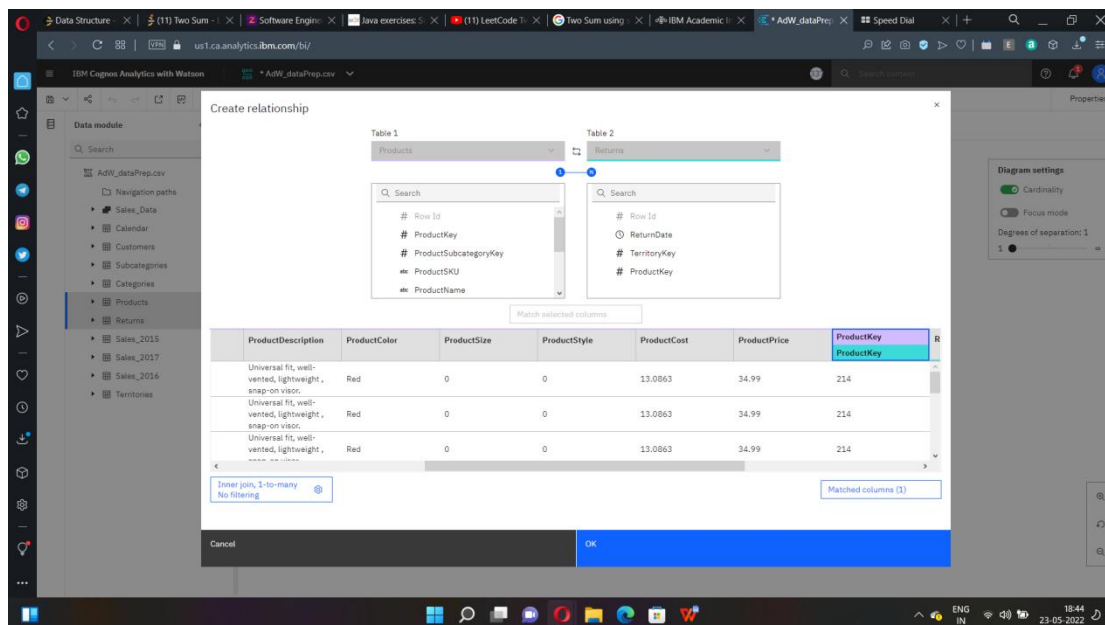 Data Structure -
(11) Two Sum -
Software Engine
Java exercises: S
(11) LeetCode T
Two Sum using
IBM Academic I
* AdW_dataPrep
Speed Dial
VPN
us1.ca.analytics.ibm.com/bi/
IBM Cognos Analytics with Watson
* AdW_dataPrep.csv
Search content
Propertie
Data module
Search
AdW_dataPrep.csv
Navigation paths
Sales_Data
Calendar
Customers
Subcategories
Categories
Products
Returns
Sales_2015
Sales_2017
Sales_2016
Territories
Create relationship
Table 1
Table 2
Products
Returns
1
N
Search
Search
# Row Id
# ProductKey
# ProductSubcategoryKey
abc ProductSKU
abc ProductName
# Row Id
ReturnDate
# TerritoryKey
# ProductKey
Match selected columns
ProductDescription ProductColor ProductSize ProductStyle ProductCost ProductPrice ProductKey R
ProductKey
Universal fit, well-
vented, lightweight , Red 0 0 13.0863 34.99 214
snap-on visor.
Universal fit, well-
vented, lightweight , Red 0 0 13.0863 34.99 214
snap-on visor.
Universal fit, well-
vented, lightweight , Red 0 0 13.0863 34.99 214
Inner join, 1-to-many
No filtering
Matched columns (1)
Cancel
OK
Diagram settings
Cardinality
Focus mode
Degrees of separation: 1
1 ∞
ENG
IN
18:44
23-05-2022